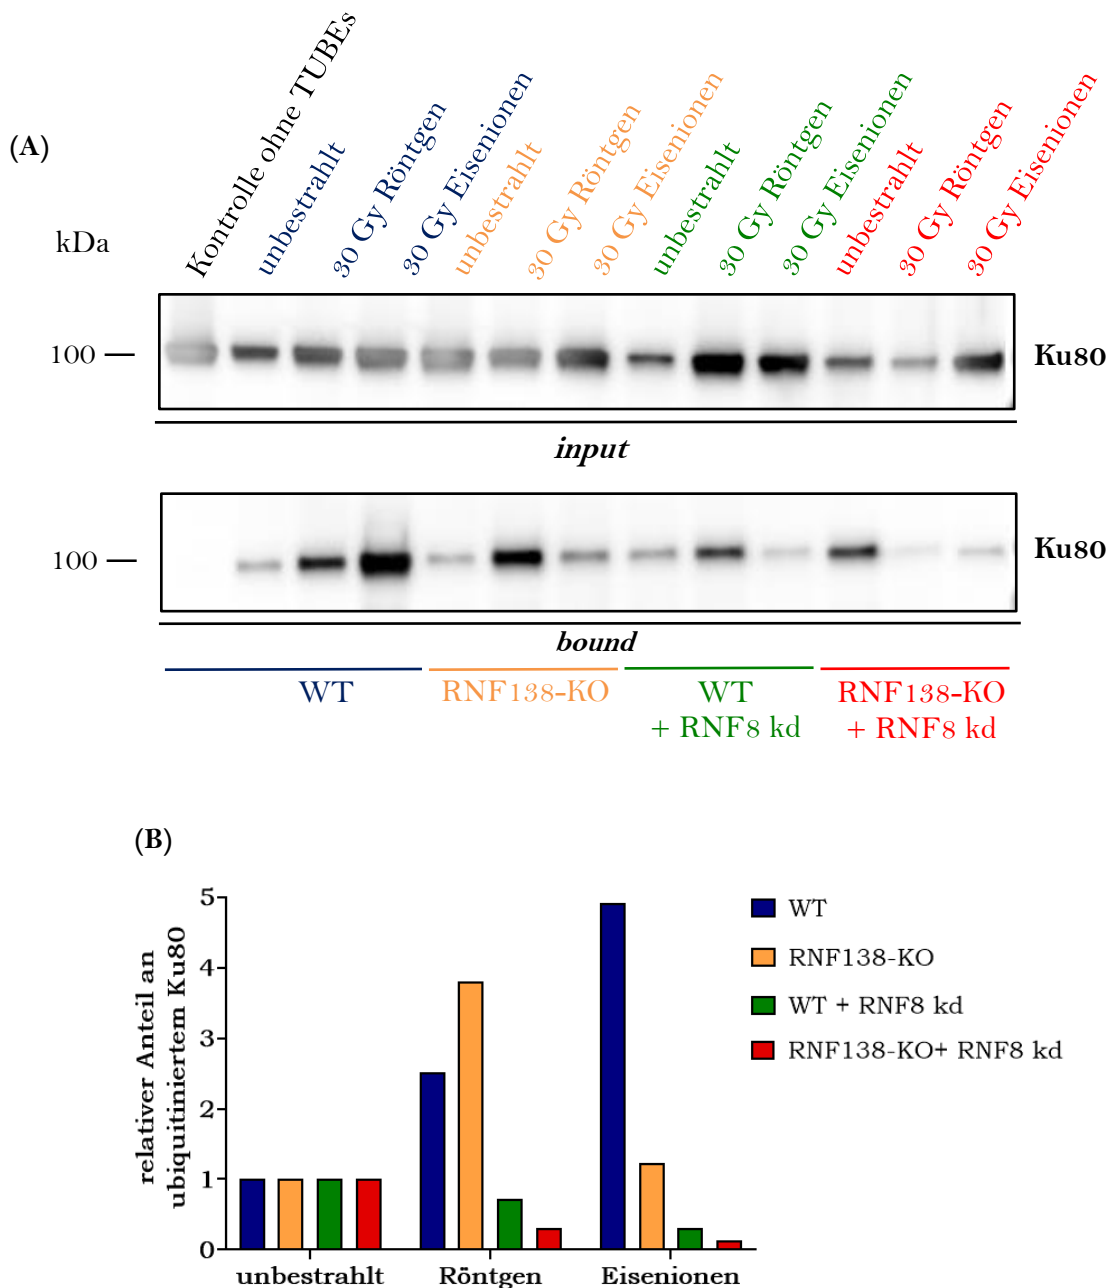 (A)
kDa
Kontrolle ohne TUBEs
unbestrahlt
30 Gy Röntgen
30 Gy Eisenionen
unbestrahlt
30 Gy Röntgen
30 Gy Eisenionen
unbestrahlt
30 Gy Röntgen
30 Gy Eisenionen
unbestrahlt
30 Gy Röntgen
30 Gy Eisenionen
100
Ku80
input
100
Ku80
bound
WT
RNF138-KO
WT
+ RNF8 kd
RNF138-KO
+ RNF8 kd
(B)
relativer Anteil an
ubiquitiniertem Ku80
5
4
3
2
1
0
unbestrahlt
Röntgen
Eisenionen
WT
RNF138-KO
WT + RNF8 kd
RNF138-KO+ RNF8 kd